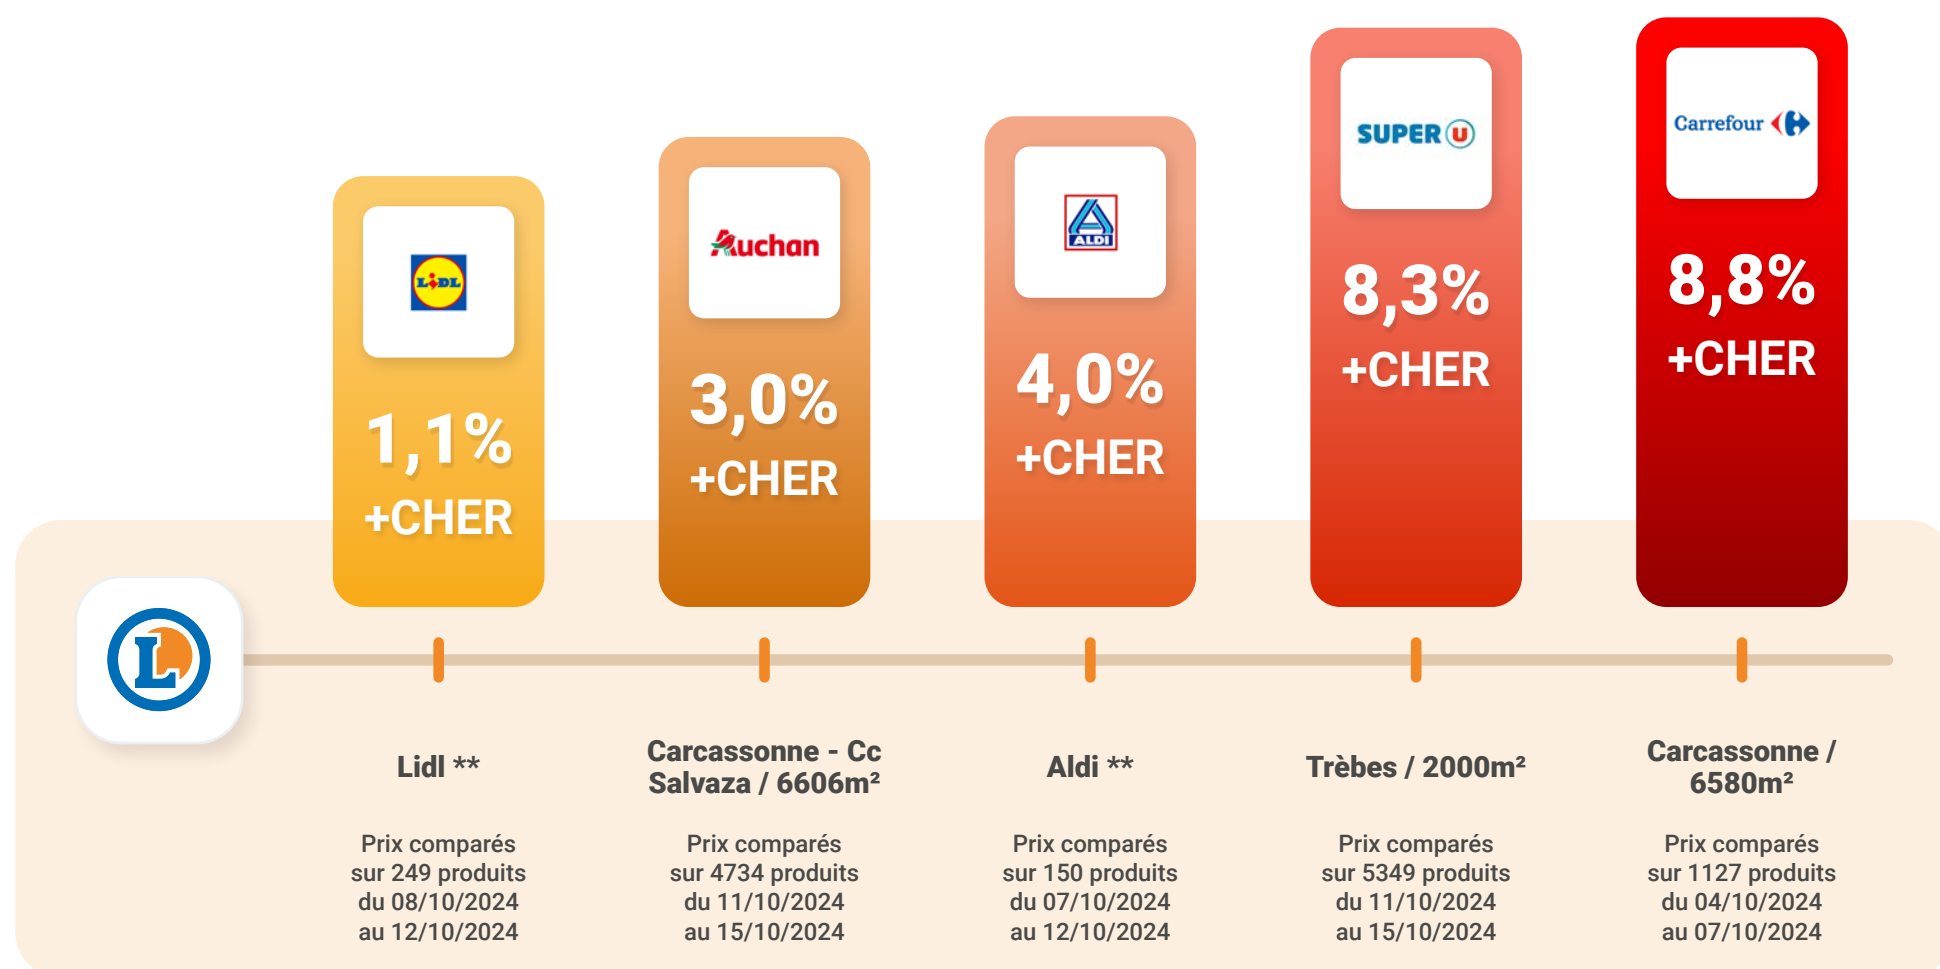 LIDL
1,1%
+CHER
Auchan
3,0%
+CHER
ALDI
4,0%
+CHER
SUPER U
8,3%
+CHER
Carrefour
8,8%
+CHER
L
Lidl **
Prix comparés
sur 249 produits
du 08/10/2024
au 12/10/2024
Carcassonne - Cc
Salvaza / 6606m²
Prix comparés
sur 4734 produits
du 11/10/2024
au 15/10/2024
Aldi **
Prix comparés
sur 150 produits
du 07/10/2024
au 12/10/2024
Trèbes / 2000m²
Prix comparés
sur 5349 produits
du 11/10/2024
au 15/10/2024
Carcassonne /
6580m²
Prix comparés
sur 1127 produits
du 04/10/2024
au 07/10/2024